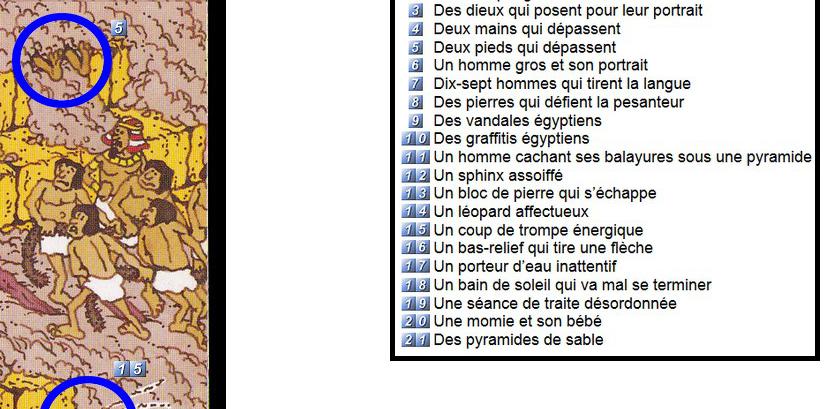 5
15
3 Des dieux qui posent pour leur portrait
4 Deux mains qui dépassent
5 Deux pieds qui dépassent
6 Un homme gros et son portrait
7 Dix-sept hommes qui tirent la langue
8 Des pierres qui défient la pesanteur
9 Des vandales égyptiens
10 Des graffitis égyptiens
11 Un homme cachant ses balayures sous une pyramide
12 Un sphinx assoiffé
13 Un bloc de pierre qui s'échappe
14 Un léopard affectueux
15 Un coup de trompe énergique
16 Un bas-relief qui tire une flèche
17 Un porteur d'eau inattentif
18 Un bain de soleil qui va mal se terminer
19 Une séance de traite désordonnée
20 Une momie et son bébé
21 Des pyramides de sable